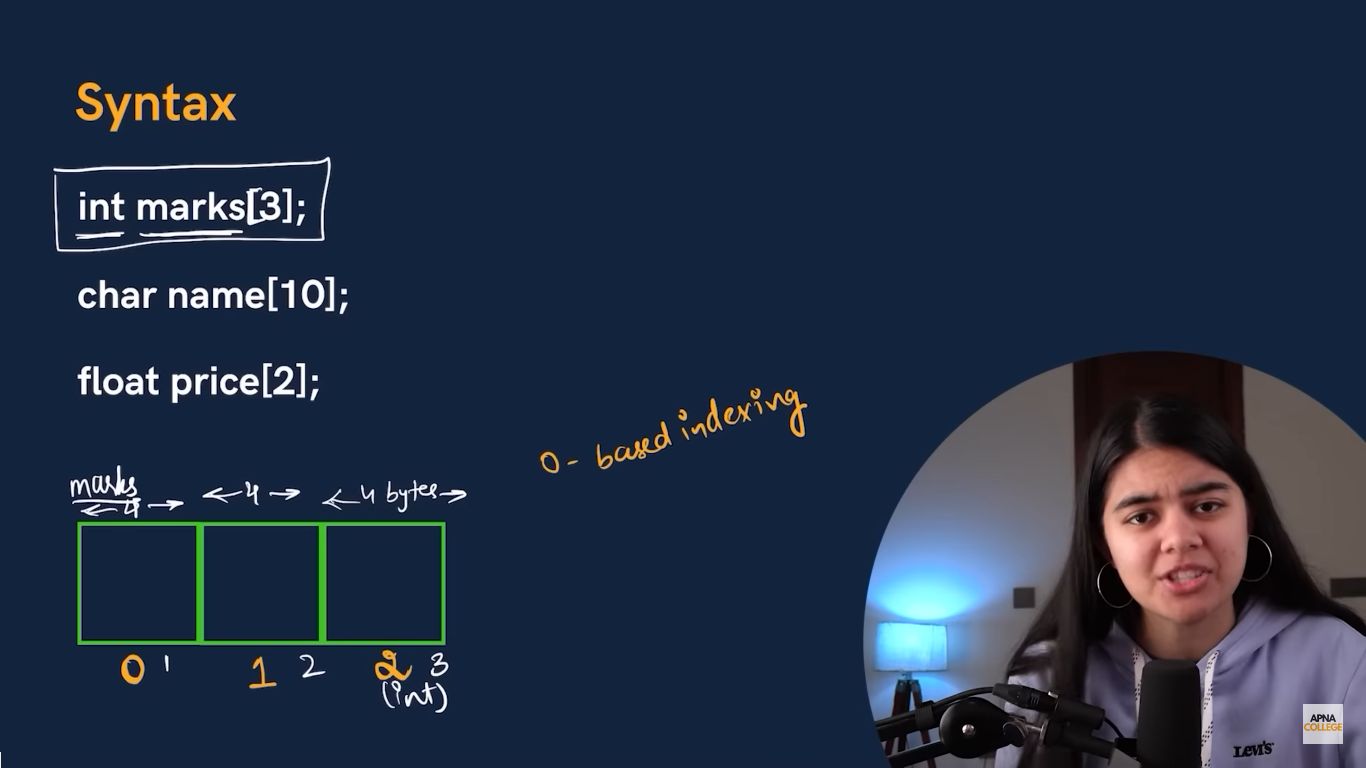 Syntax
int marks[3];
char name[10];
float price[2];
0 - based indexing
marks
4 4 4 bytes
0 1 1 2 2 3
(int)
Levi's
APNA
COLLEGE